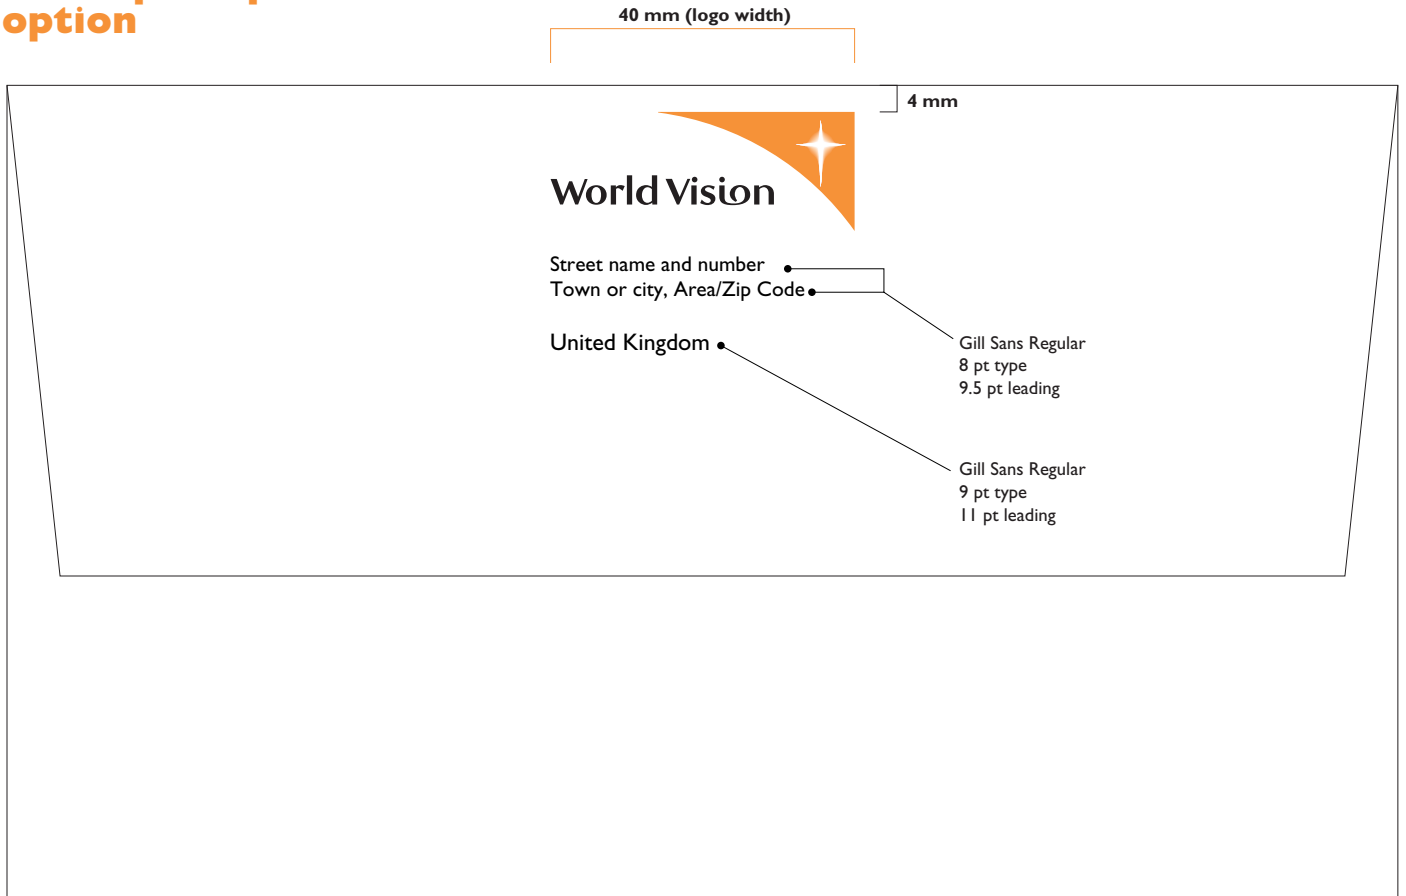 option
40 mm (logo width)
4 mm
World Vision
Street name and number
Town or city, Area/Zip Code
United Kingdom
Gill Sans Regular
8 pt type
9.5 pt leading
Gill Sans Regular
9 pt type
11 pt leading